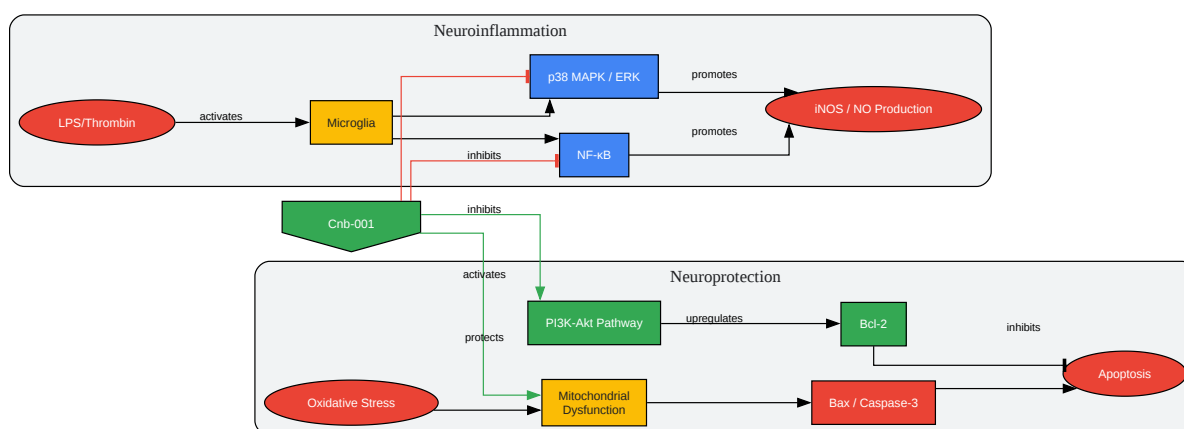 Neuroinflammation
p38 MAPK / ERK
promotes
LPS/Thrombin
activates
Microglia
iNOS / NO Production
promotes
inhibits
NF-κB
Cnb-001
inhibits
activates
Neuroprotection
PI3K-Akt Pathway
upregulates
Bcl-2
inhibits
protects
Apoptosis
Oxidative Stress
Mitochondrial
Dysfunction
Bax / Caspase-3